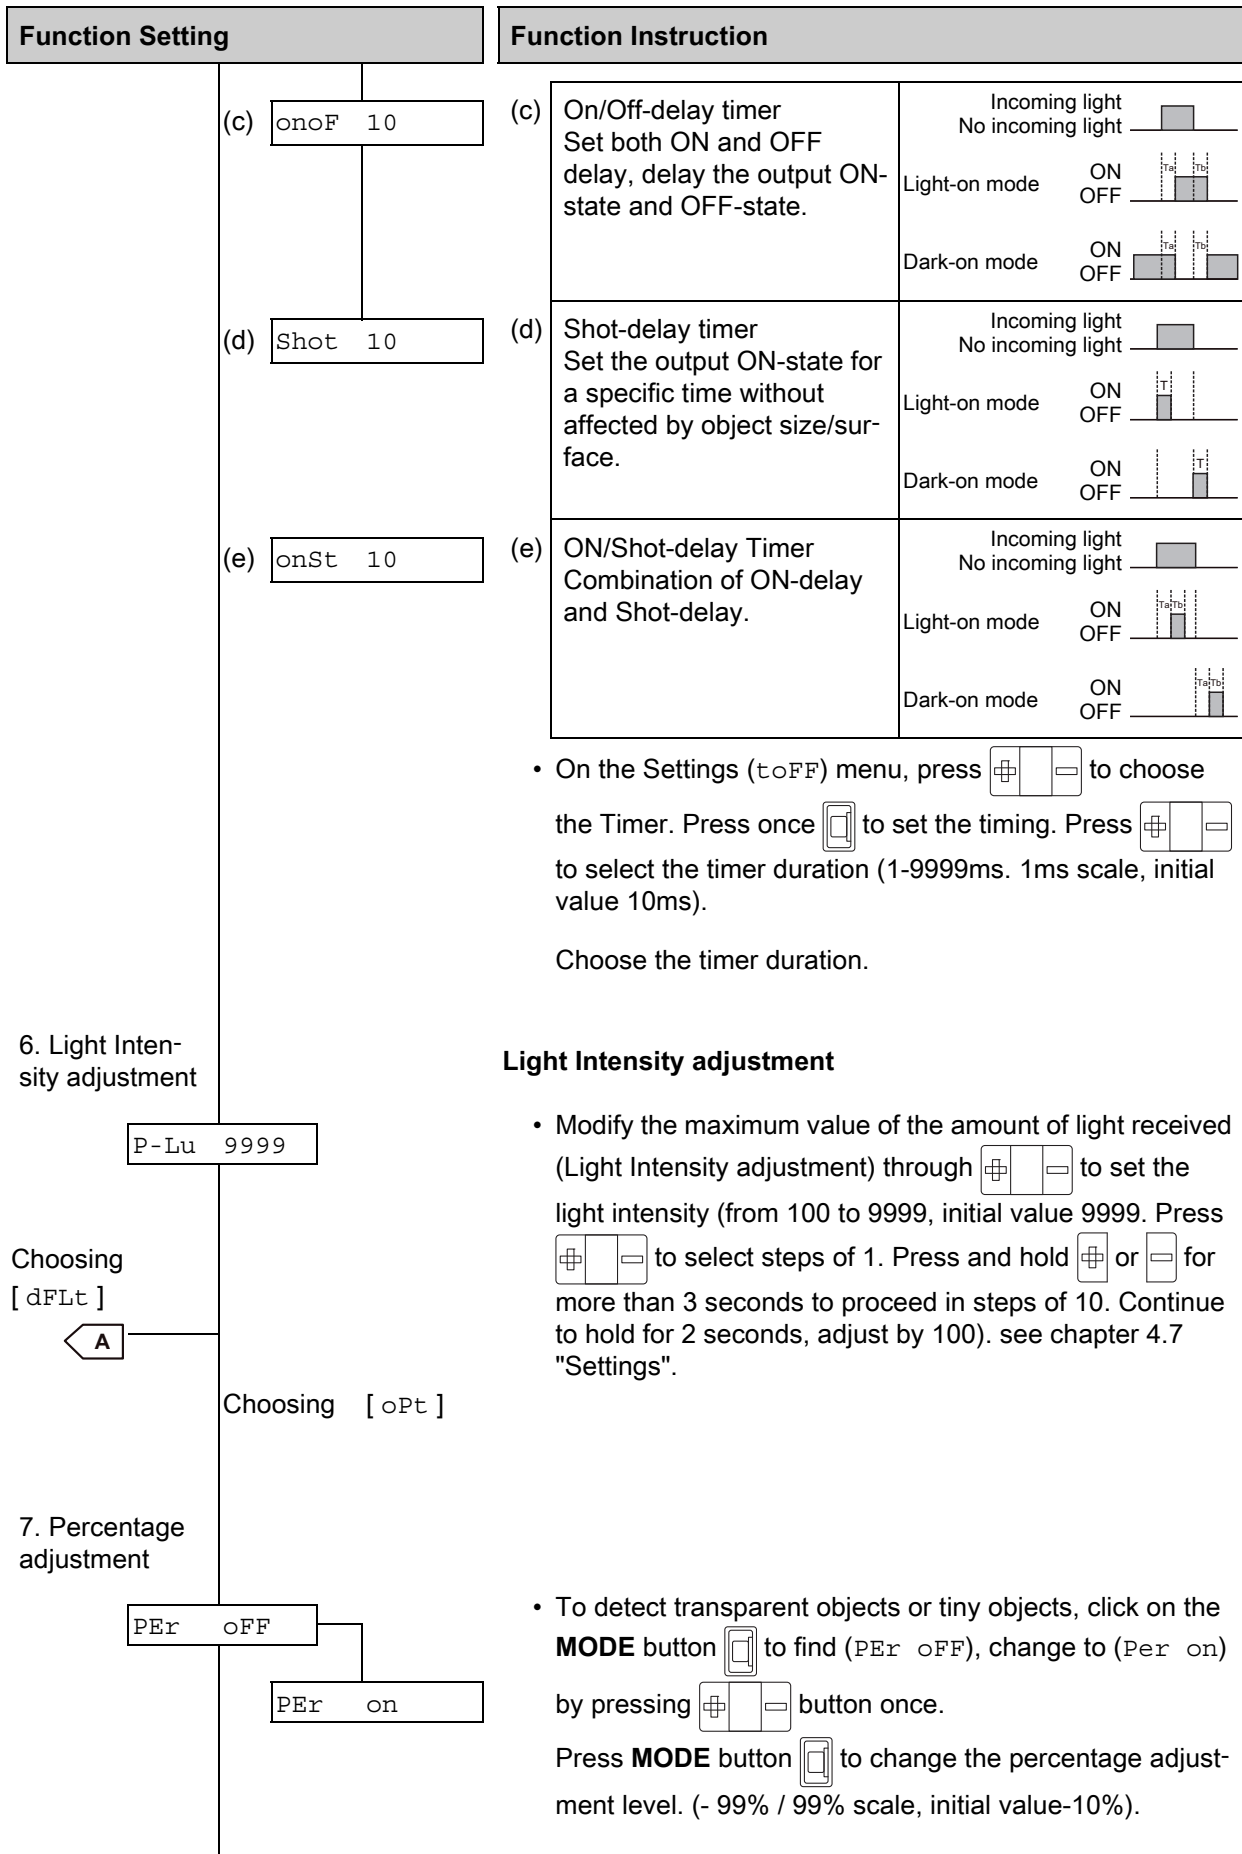 Function Setting
Function Instruction
(c) onoF 10
(c) On/Off-delay timer
Set both ON and OFF
delay, delay the output ON-
state and OFF-state.
Incoming light
No incoming light
Light-on mode ON
OFF
Ta Tb
Dark-on mode ON
OFF
Ta Tb
(d) Shot 10
(d) Shot-delay timer
Set the output ON-state for
a specific time without
affected by object size/sur-
face.
Incoming light
No incoming light
Light-on mode ON
OFF
T
Dark-on mode ON
OFF
T
(e) onSt 10
(e) ON/Shot-delay Timer
Combination of ON-delay
and Shot-delay.
Incoming light
No incoming light
Light-on mode ON
OFF
Ta Tb
Dark-on mode ON
OFF
Ta Tb
• On the Settings (toFF) menu, press to choose
the Timer. Press once to set the timing. Press
to select the timer duration (1-9999ms. 1ms scale, initial
value 10ms).
Choose the timer duration.
6. Light Inten-
sity adjustment
Light Intensity adjustment
P-Lu 9999
• Modify the maximum value of the amount of light received
(Light Intensity adjustment) through to set the
light intensity (from 100 to 9999, initial value 9999. Press
to select steps of 1. Press and hold or for
more than 3 seconds to proceed in steps of 10. Continue
to hold for 2 seconds, adjust by 100). see chapter 4.7
"Settings".
Choosing
[ dFLt ]
A
Choosing [ oPt ]
7. Percentage
adjustment
PEr oFF
PEr on
• To detect transparent objects or tiny objects, click on the
MODE button to find (PEr oFF), change to (Per on)
by pressing button once.
Press MODE button to change the percentage adjust-
ment level. (- 99% / 99% scale, initial value-10%).